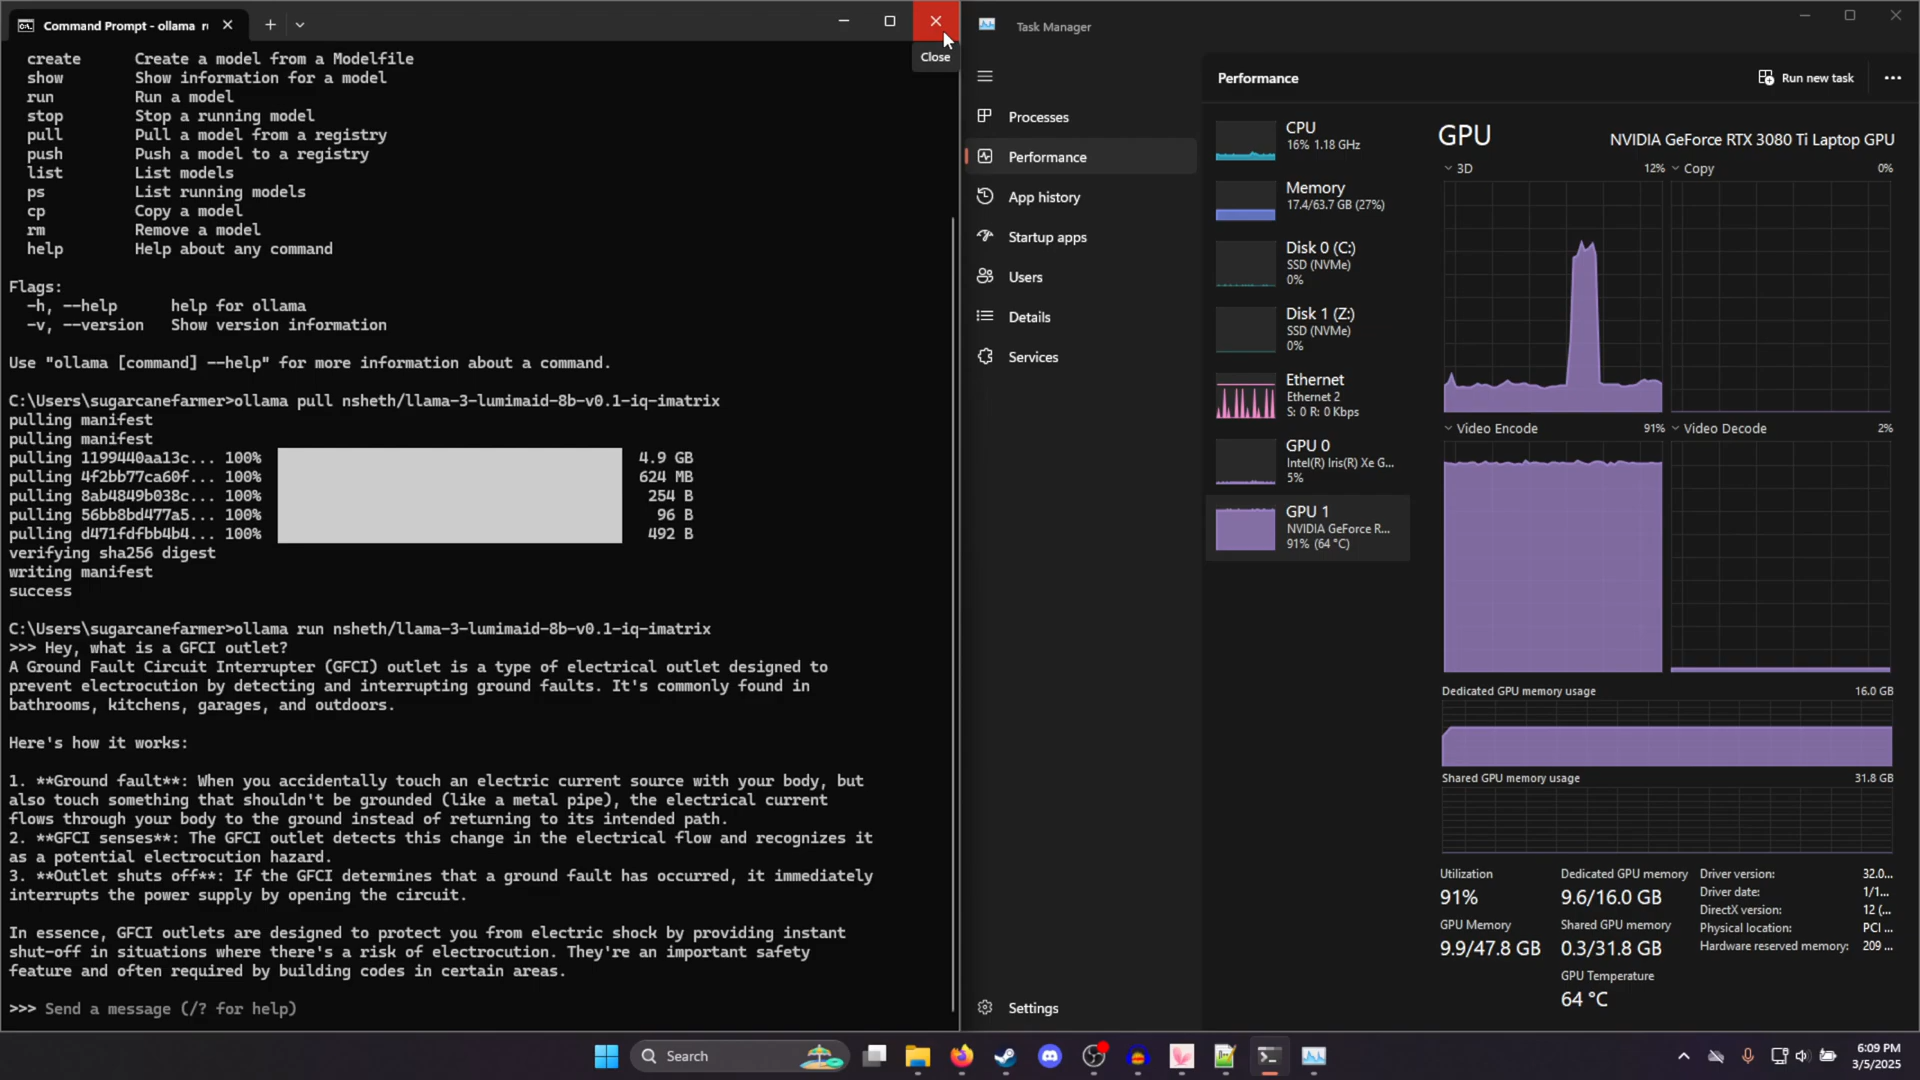 Command Prompt - ollama  r
Close
create         Create a model from a Modelfile
show           Show information for a model
run            Run a model
stop           Stop a running model
pull           Pull a model from a registry
push           Push a model to a registry
list           List models
ps             List running models
cp             Copy a model
rm             Remove a model
help           Help about any command
Flags:
-h, --help      help for ollama
-v, --version   Show version information
Use "ollama [command] --help" for more information about a command.
C:\Users\sugarcanefarmer>ollama pull nsheth/llama-3-lumimaid-8b-v0.1-iq-imatrix
pulling manifest
pulling manifest
pulling 1199440aa13c... 100% 4.9 GB
pulling 4f2bb77ca60f... 100% 624 MB
pulling 8ab4849b038c... 100% 254 B
pulling 56bb8bd477a5... 100% 96 B
pulling d471fdfbb4b4... 100% 492 B
verifying sha256 digest
writing manifest
success
C:\Users\sugarcanefarmer>ollama run nsheth/llama-3-lumimaid-8b-v0.1-iq-imatrix
>>> Hey, what is a GFCI outlet?
A Ground Fault Circuit Interrupter (GFCI) outlet is a type of electrical outlet designed to
prevent electrocution by detecting and interrupting ground faults. It's commonly found in
bathrooms, kitchens, garages, and outdoors.
Here's how it works:
1. **Ground fault**: When you accidentally touch an electric current source with your body, but
also touch something that shouldn't be grounded (like a metal pipe), the electrical current
flows through your body to the ground instead of returning to its intended path.
2. **GFCI senses**: The GFCI outlet detects this change in the electrical flow and recognizes it
as a potential electrocution hazard.
3. **Outlet shuts off**: If the GFCI determines that a ground fault has occurred, it immediately
interrupts the power supply by opening the circuit.
In essence, GFCI outlets are designed to protect you from electric shock by providing instant
shut-off in situations where there's a risk of electrocution. They're an important safety
feature and often required by building codes in certain areas.
>>> Send a message (/? for help)
Task Manager
Processes
Performance
App history
Startup apps
Users
Details
Services
Settings
Performance
Run new task
CPU
16% 1.18 GHz
Memory
17.4/63.7 GB (27%)
Disk 0 (C:)
SSD (NVMe)
0%
Disk 1 (Z:)
SSD (NVMe)
0%
Ethernet
Ethernet 2
S: 0 R: 0 Kbps
GPU 0
Intel(R) Iris(R) Xe G...
5%
GPU 1
NVIDIA GeForce R...
91% (64 °C)
GPU NVIDIA GeForce RTX 3080 Ti Laptop GPU
3D 12% Copy 0%
Video Encode 91% Video Decode 2%
Dedicated GPU memory usage 16.0 GB
Shared GPU memory usage 31.8 GB
Utilization
91%
Dedicated GPU memory
9.6/16.0 GB
GPU Memory
9.9/47.8 GB
Shared GPU memory
0.3/31.8 GB
GPU Temperature
64 °C
Driver version: 32.0...
Driver date: 1/1...
DirectX version: 12 (...
Physical location: PCI ...
Hardware reserved memory: 209 ...
Search
6:09 PM
3/5/2025